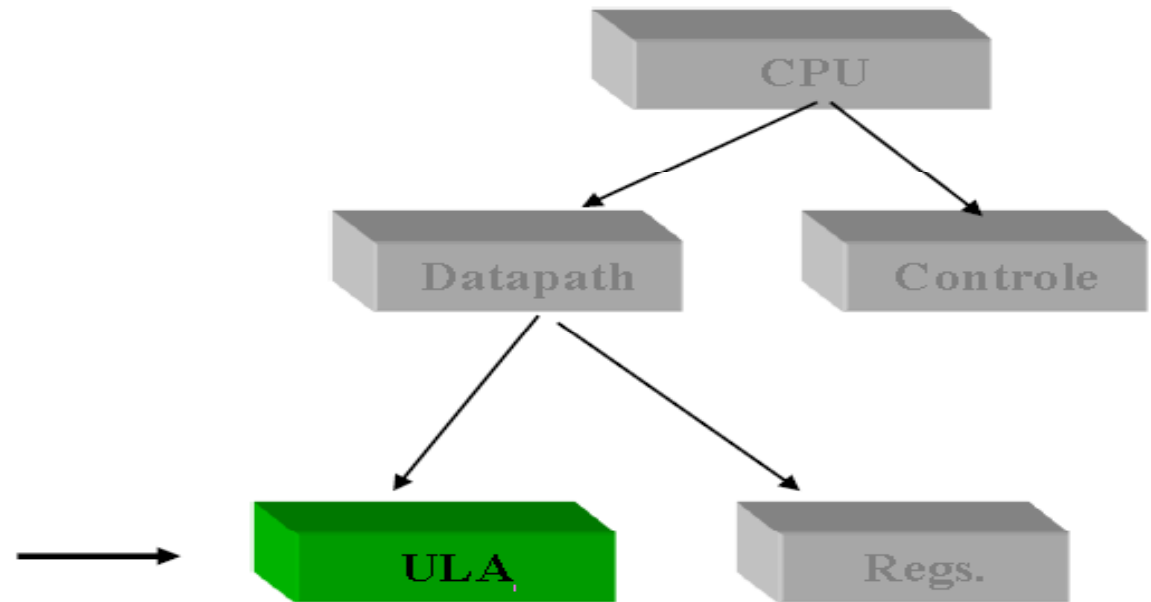 CPU
Datapath
Controle
ULA
Regs.